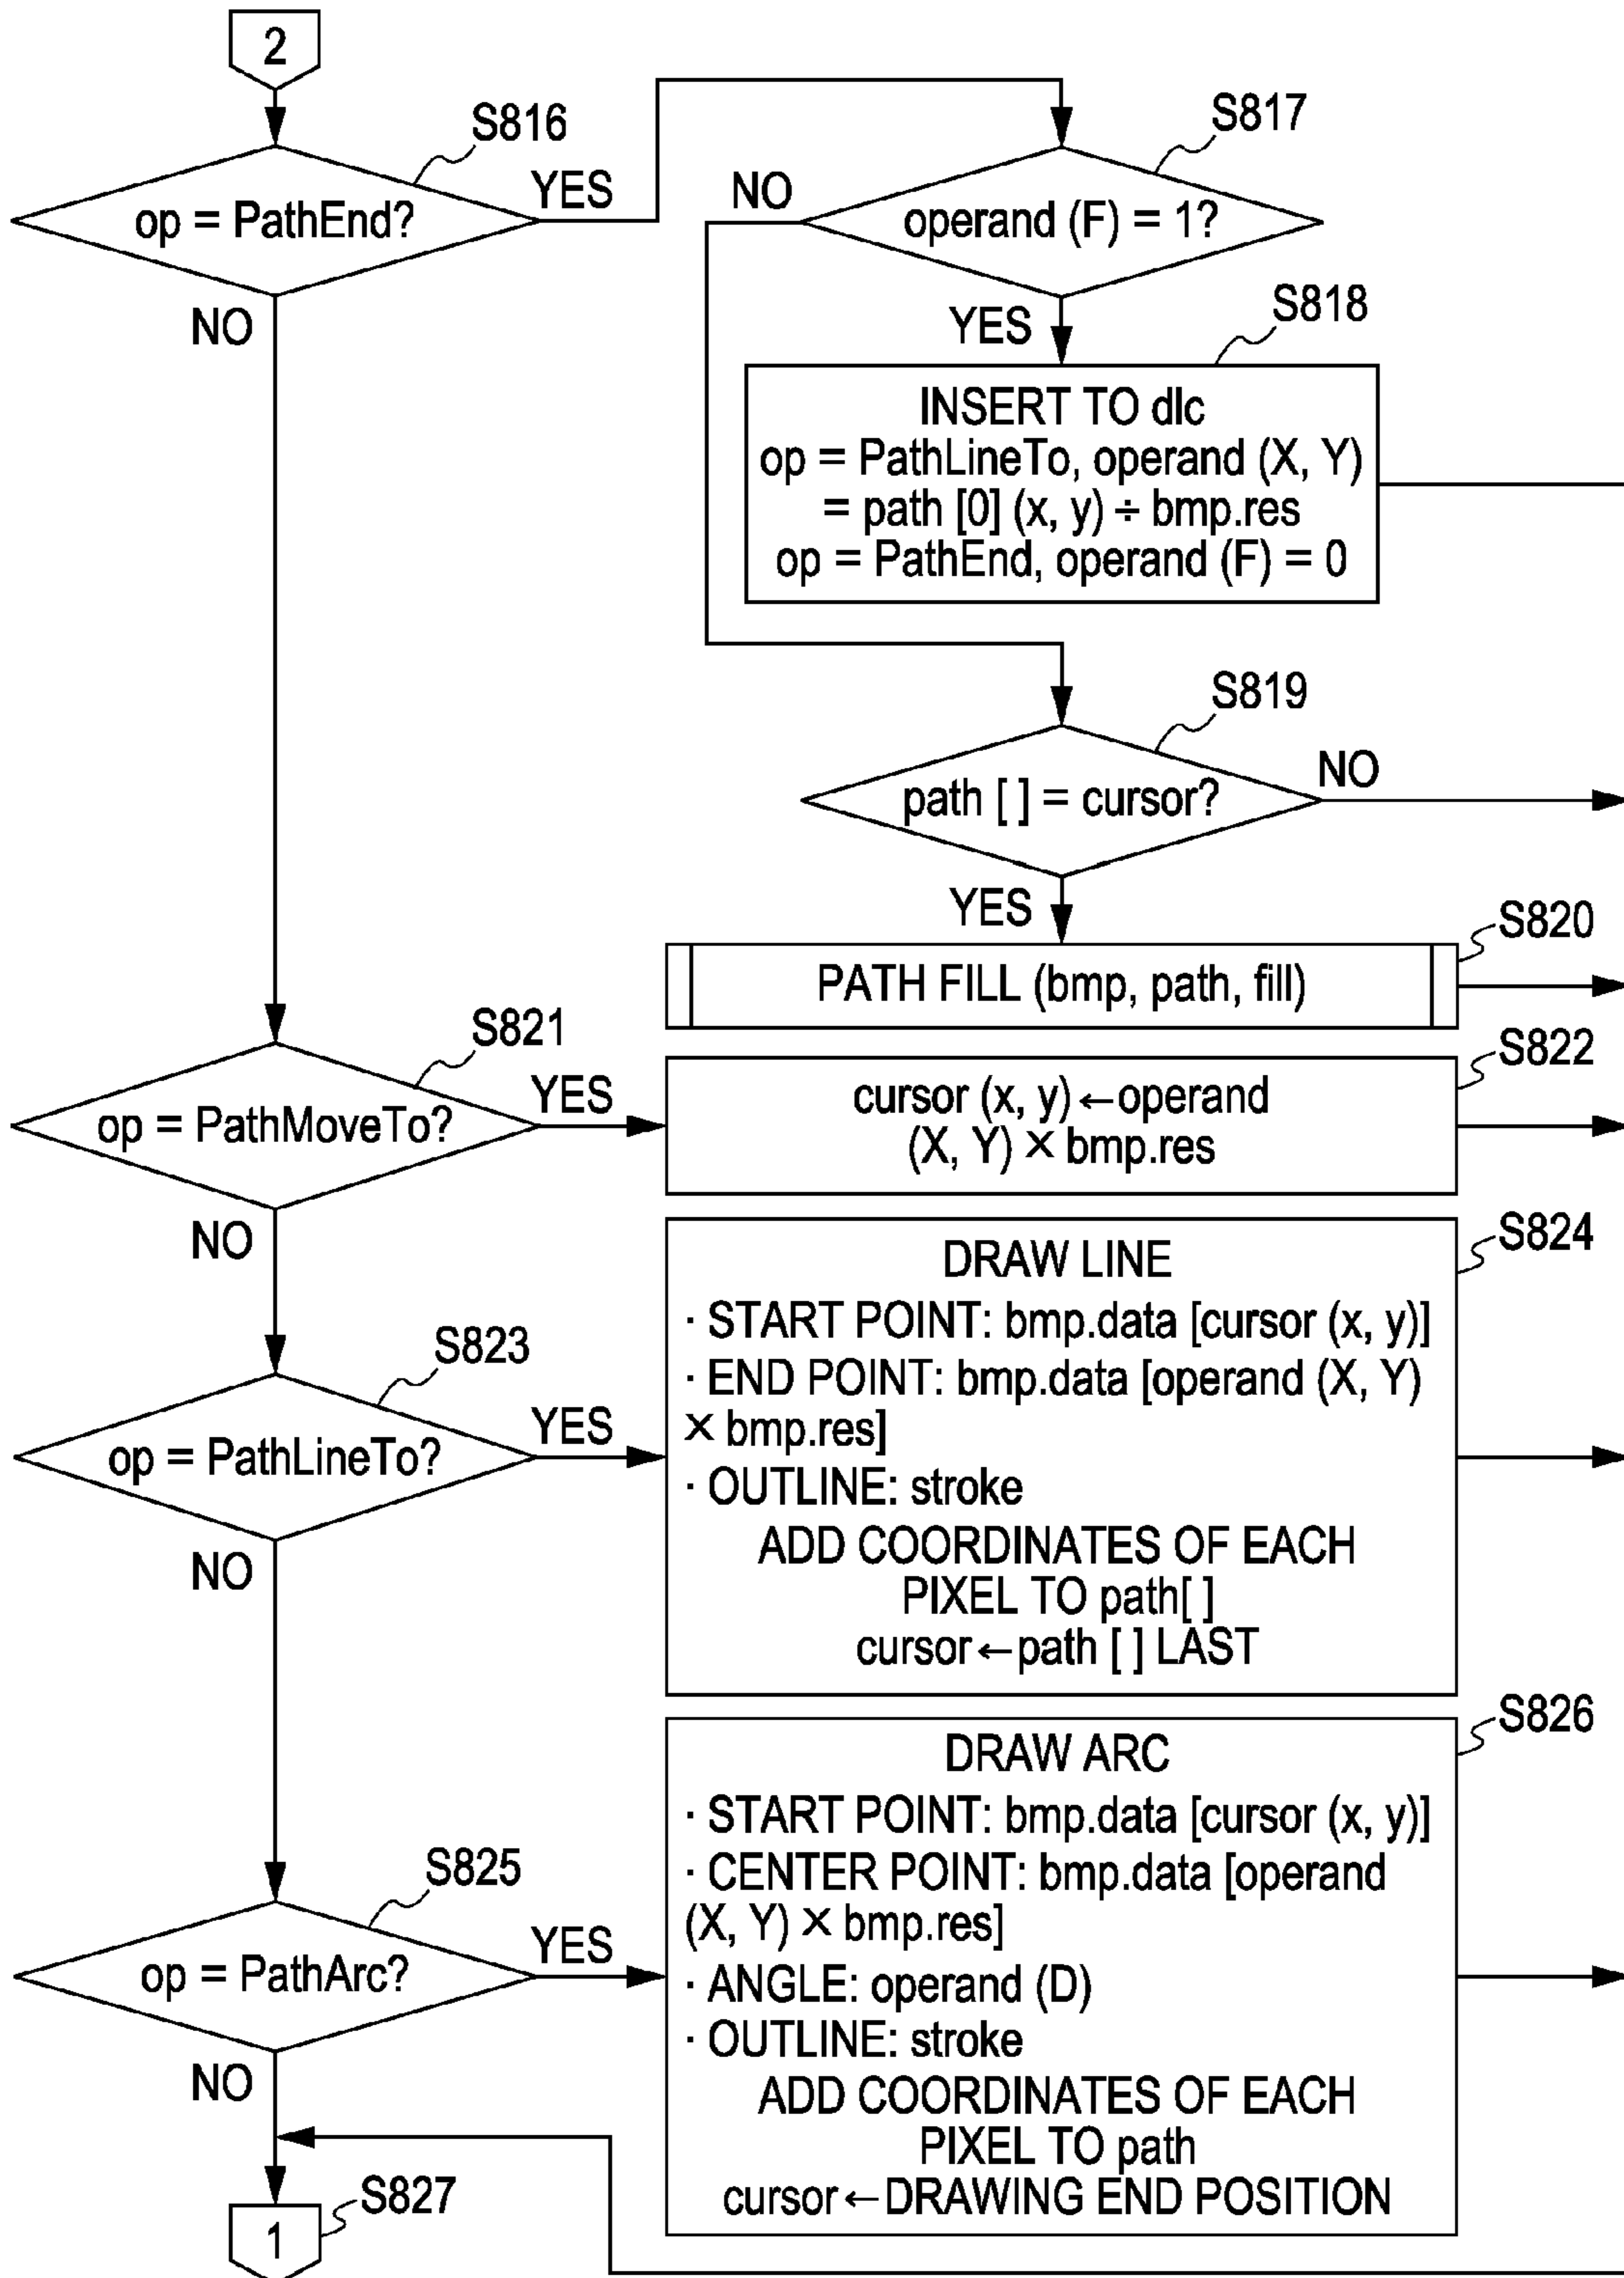 2
S816
op = PathEnd?
YES
NO
S817
operand (F) = 1?
NO
YES
S818
INSERT TO dlc
op = PathLineTo, operand (X, Y)
= path [0] (x, y) ÷ bmp.res
op = PathEnd, operand (F) = 0
S819
path [ ] = cursor?
NO
YES
S820
PATH FILL (bmp, path, fill)
S821
op = PathMoveTo?
YES
NO
S822
cursor (x, y)←operand
(X, Y) × bmp.res
S823
op = PathLineTo?
YES
NO
S824
DRAW LINE
· START POINT: bmp.data [cursor (x, y)]
· END POINT: bmp.data [operand (X, Y)
× bmp.res]
· OUTLINE: stroke
ADD COORDINATES OF EACH
PIXEL TO path[ ]
cursor←path [ ] LAST
S825
op = PathArc?
YES
NO
S826
DRAW ARC
· START POINT: bmp.data [cursor (x, y)]
· CENTER POINT: bmp.data [operand
(X, Y) × bmp.res]
· ANGLE: operand (D)
· OUTLINE: stroke
ADD COORDINATES OF EACH
PIXEL TO path
cursor←DRAWING END POSITION
S827
1